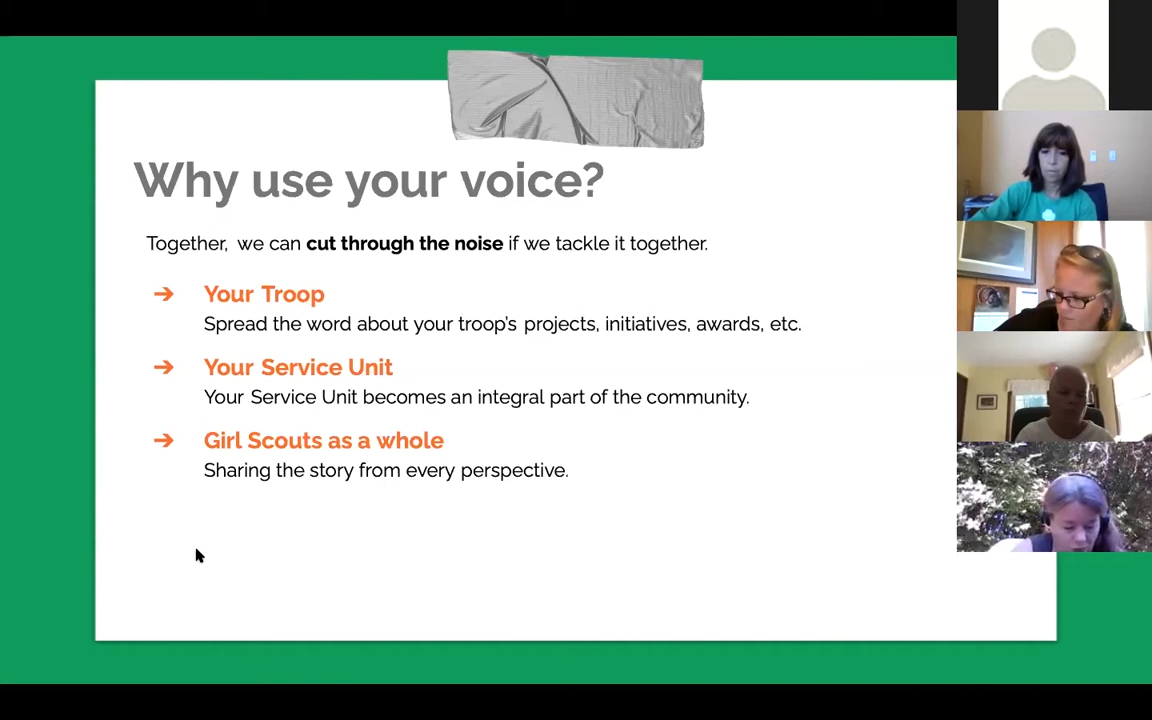 Why use your voice?
Together, we can cut through the noise if we tackle it together.
➔ Your Troop
Spread the word about your troop's projects, initiatives, awards, etc.
➔ Your Service Unit
Your Service Unit becomes an integral part of the community.
➔ Girl Scouts as a whole
Sharing the story from every perspective.